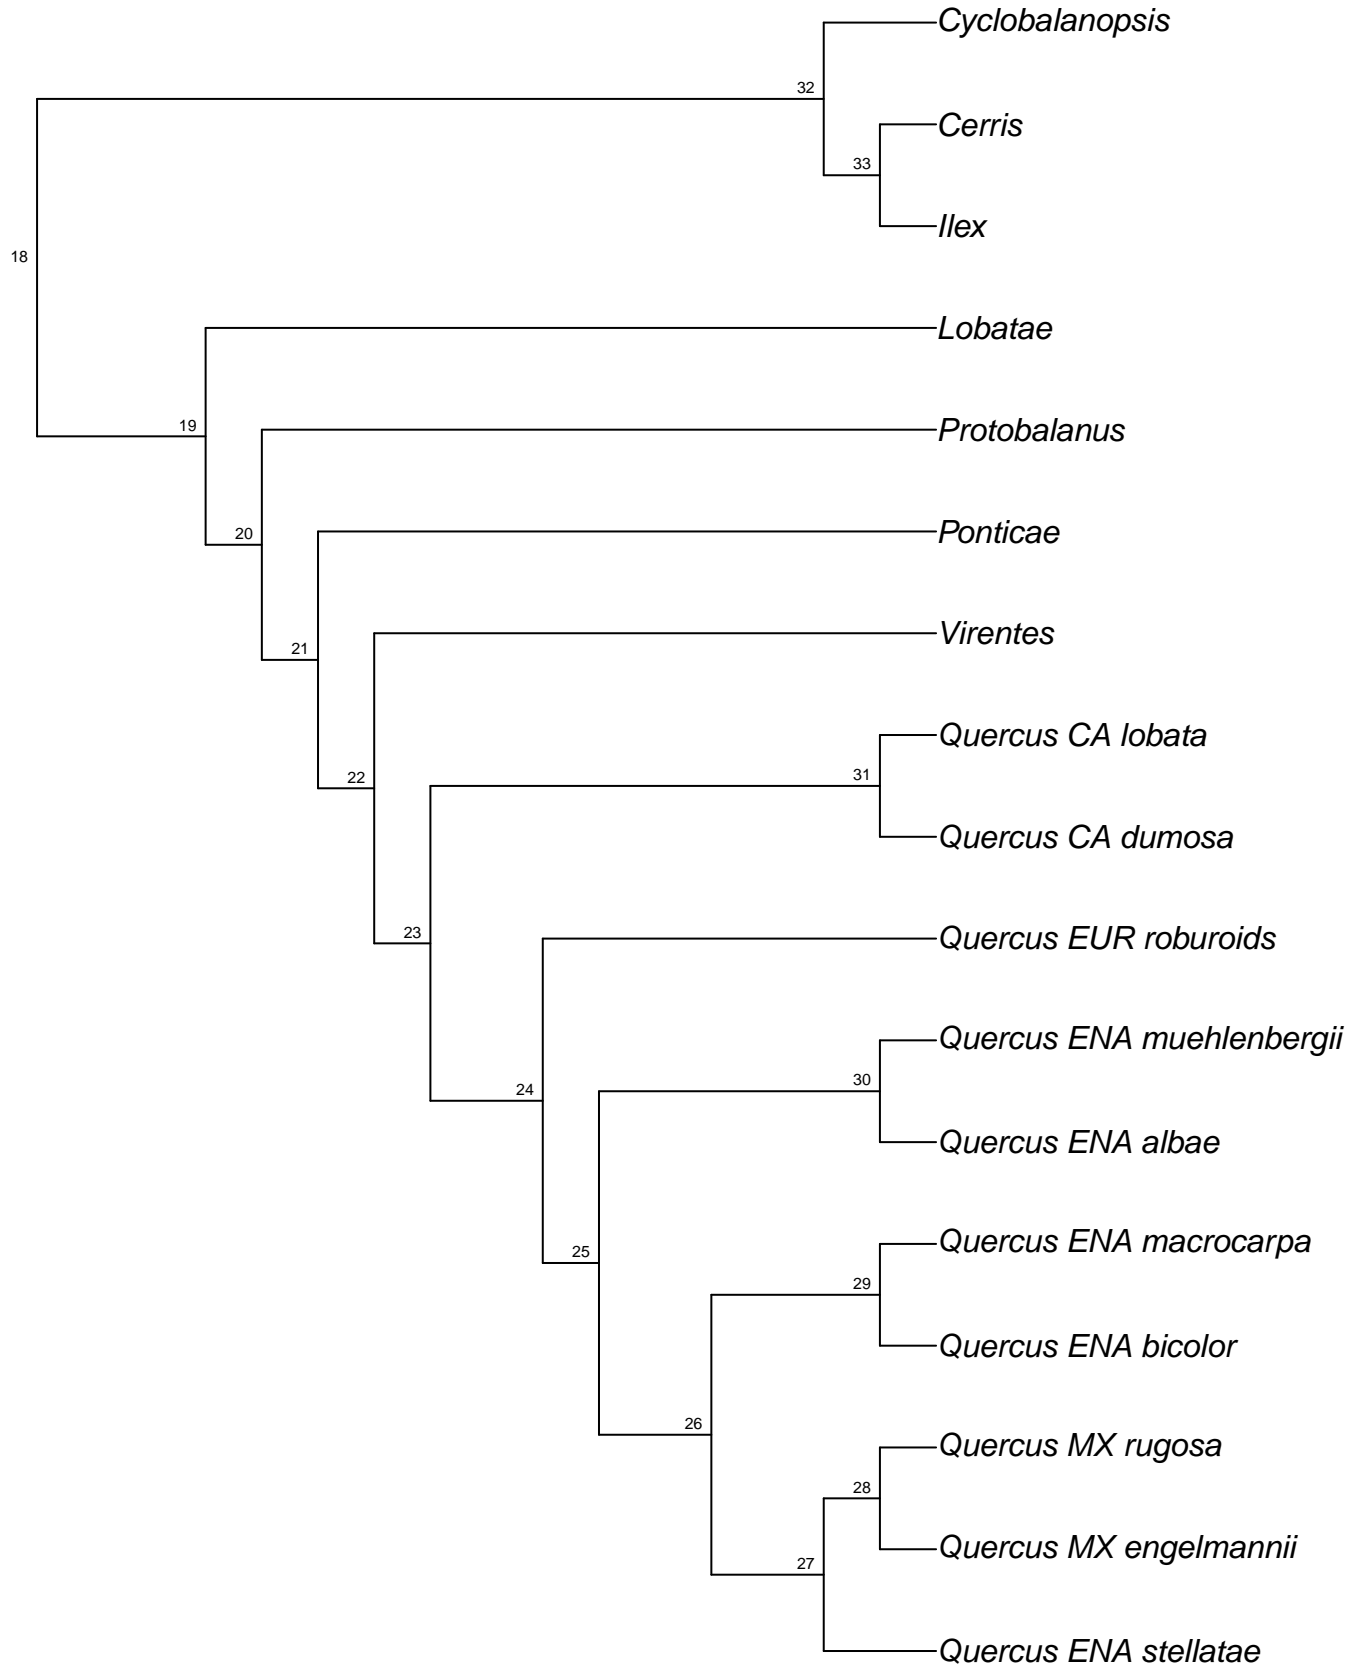 Cyclobalanopsis
32
Cerris
33
Ilex
18
Lobatae
19
Protobalanus
20
Ponticae
21
Virentes
Quercus CA lobata
31
22
Quercus CA dumosa
23
Quercus EUR roburoids
Quercus ENA muehlenbergii
30
24
Quercus ENA albae
Quercus ENA macrocarpa
25
29
Quercus ENA bicolor
26
Quercus MX rugosa
28
Quercus MX engelmannii
27
Quercus ENA stellatae